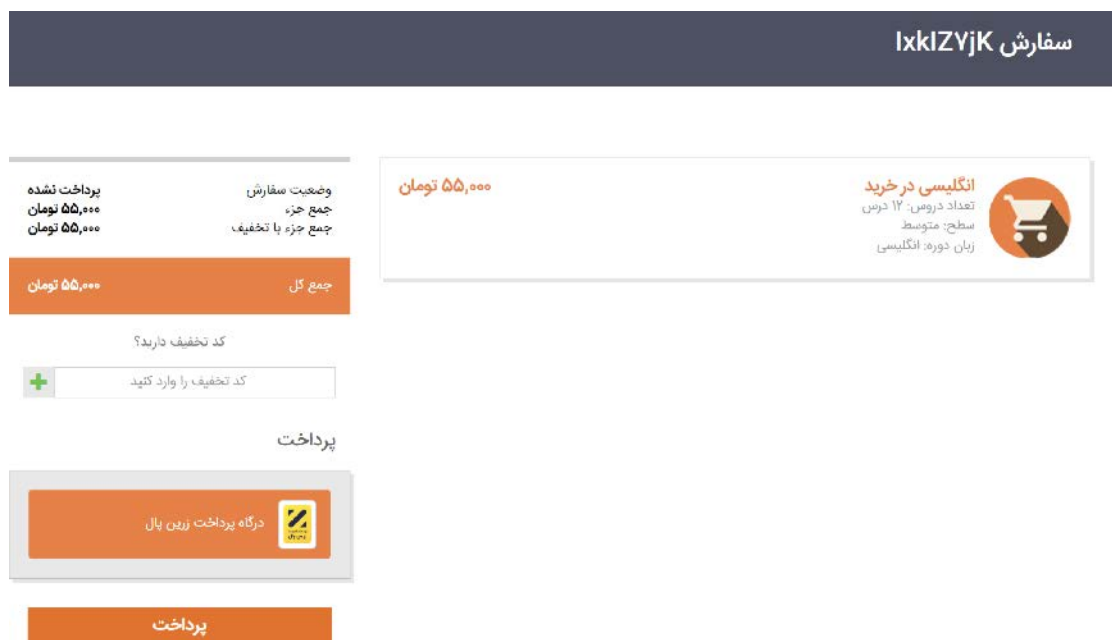 سفارش IxkIZ۷jK
انگلیسی در خرید
۵۵,۰۰۰ تومان
تعداد دروس: ۱۲ درس
سطح: متوسط
زبان دوره: انگلیسی
وضعیت سفارش پرداخت نشده
جمع جزء ۵۵,۰۰۰ تومان
جمع جزء با تخفیف ۵۵,۰۰۰ تومان
جمع کل ۵۵,۰۰۰ تومان
کد تخفیف دارید؟
کد تخفیف را وارد کنید
پرداخت
درگاه پرداخت زرین پال
پرداخت